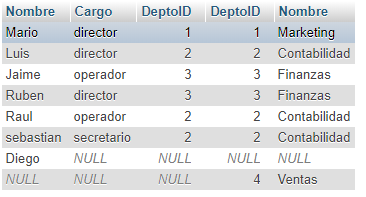 Nombre Cargo DeptoID DeptoID Nombre
Mario director 1 1 Marketing
Luis director 2 2 Contabilidad
Jaime operador 3 3 Finanzas
Ruben director 3 3 Finanzas
Raul operador 2 2 Contabilidad
sebastian secretario 2 2 Contabilidad
Diego NULL NULL NULL NULL
NULL NULL NULL 4 Ventas